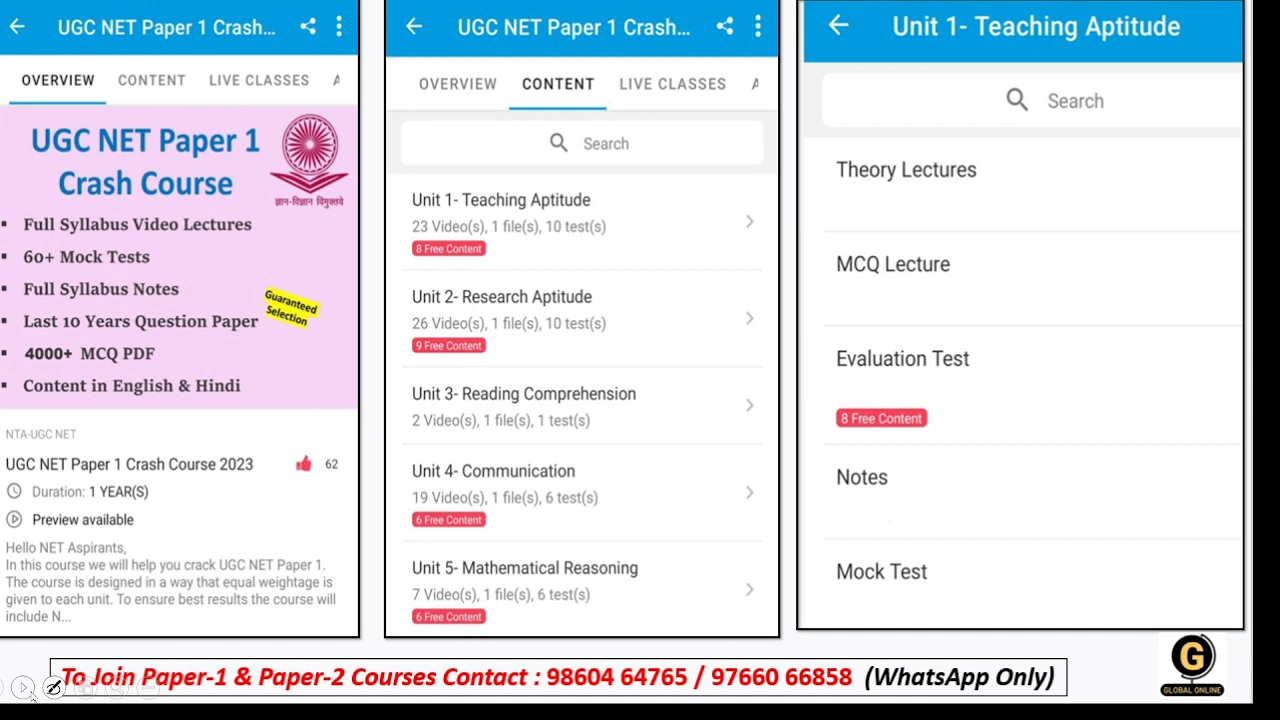 UGC NET Paper 1 Crash...
OVERVIEW CONTENT LIVE CLASSES A
UGC NET Paper 1
Crash Course
ज्ञान-विज्ञान विमुक्तये
Full Syllabus Video Lectures
60+ Mock Tests
Full Syllabus Notes
Guaranteed
Selection
Last 10 Years Question Paper
4000+ MCQ PDF
Content in English & Hindi
NTA-UGC NET
UGC NET Paper 1 Crash Course 2023 62
Duration: 1 YEAR(S)
Preview available
Hello NET Aspirants,
In this course we will help you crack UGC NET Paper 1.
The course is designed in a way that equal weightage is
given to each unit. To ensure best results the course will
include N...
UGC NET Paper 1 Crash...
OVERVIEW CONTENT LIVE CLASSES A
Search
Unit 1- Teaching Aptitude
23 Video(s), 1 file(s), 10 test(s)
8 Free Content
Unit 2- Research Aptitude
26 Video(s), 1 file(s), 10 test(s)
9 Free Content
Unit 3- Reading Comprehension
2 Video(s), 1 file(s), 1 test(s)
Unit 4- Communication
19 Video(s), 1 file(s), 6 test(s)
6 Free Content
Unit 5- Mathematical Reasoning
7 Video(s), 1 file(s), 6 test(s)
6 Free Content
Unit 1- Teaching Aptitude
Search
Theory Lectures
MCQ Lecture
Evaluation Test
8 Free Content
Notes
Mock Test
To Join Paper-1 & Paper-2 Courses Contact : 98604 64765 / 97660 66858 (WhatsApp Only)
G
GLOBAL ONLINE